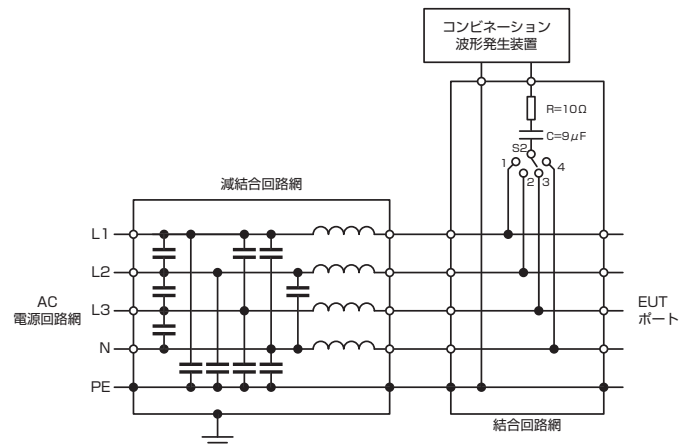 コンビネーション
波形発生装置
R=10Ω
C=9μF
S2
1
2
3
4
減結合回路網
L1
L2
L3
N
PE
AC
電源回路網
EUT
ポート
結合回路網